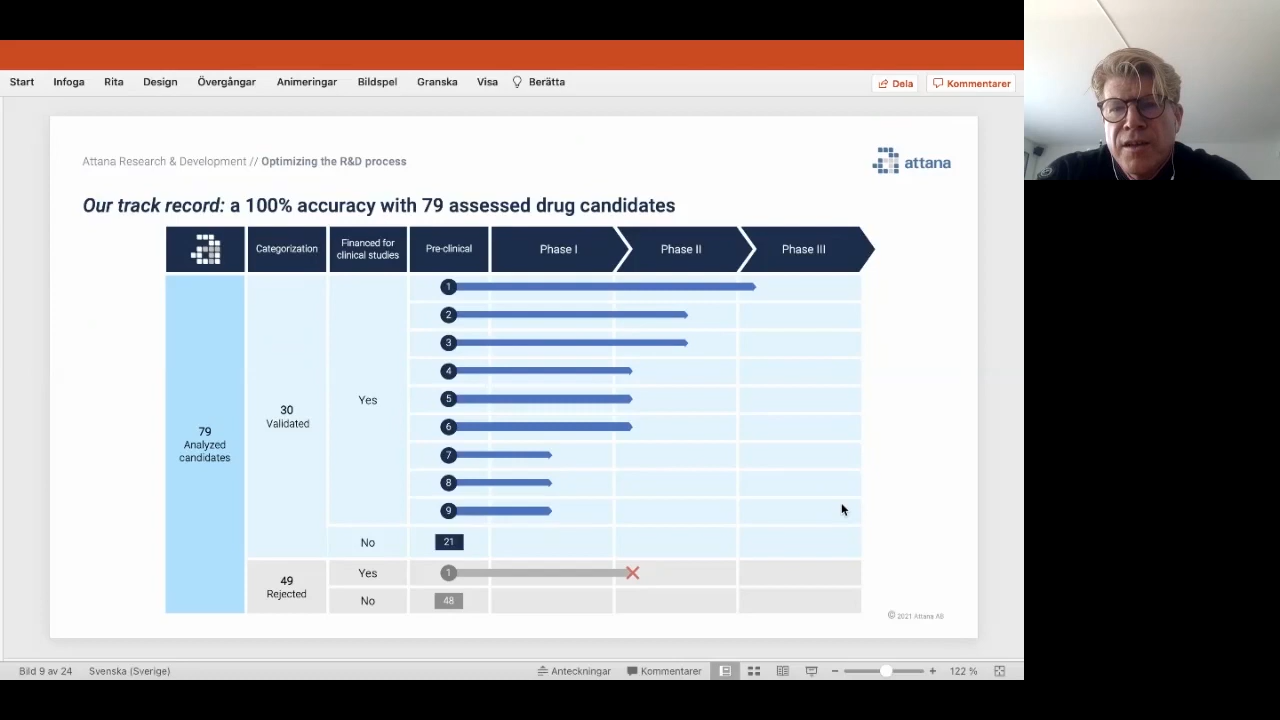 Start Infoga Rita Design Övergångar Animeringar Bildspel Granska Visa Berätta Dela Kommentarer
Attana Research & Development // Optimizing the R&D process
attana
Our track record: a 100% accuracy with 79 assessed drug candidates
Categorization
Financed for
clinical studies
Pre-clinical
Phase I
Phase II
Phase III
79
Analyzed
candidates
30
Validated
Yes
1
2
3
4
5
6
7
8
9
No
21
49
Rejected
Yes
1
No
48
© 2021 Attana AB
Bild 9 av 24 Svenska (Sverige) Anteckningar Kommentarer 122 %